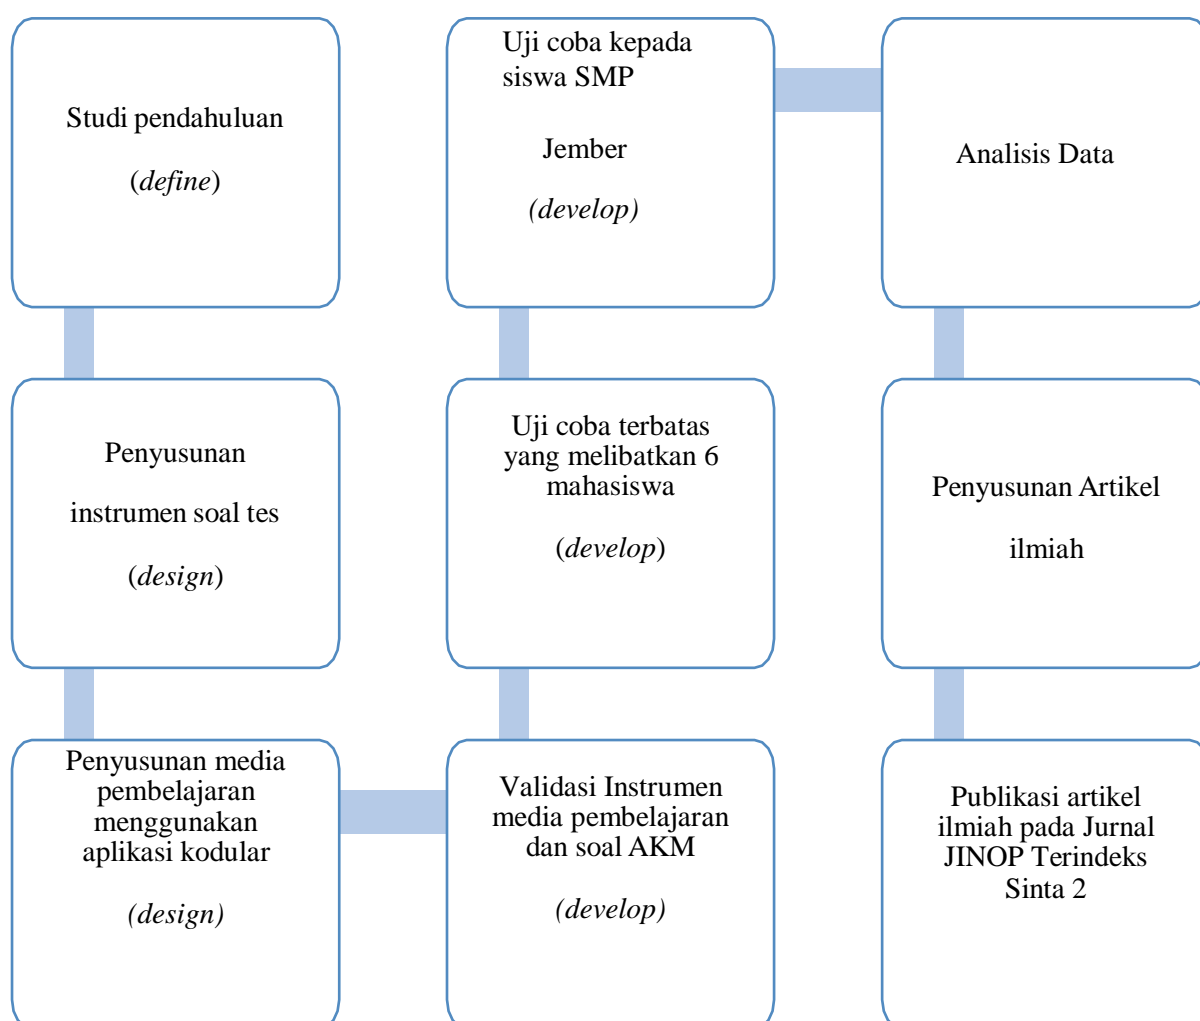 Studi pendahuluan
(define)
Penyusunan
instrumen soal tes
(design)
Penyusunan media
pembelajaran
menggunakan
aplikasi kodular
(design)
Validasi Instrumen
media pembelajaran
dan soal AKM
(develop)
Uji coba terbatas
yang melibatkan 6
mahasiswa
(develop)
Uji coba kepada
siswa SMP
Jember
(develop)
Analisis Data
Penyusunan Artikel
ilmiah
Publikasi artikel
ilmiah pada Jurnal
JINOP Terindeks
Sinta 2